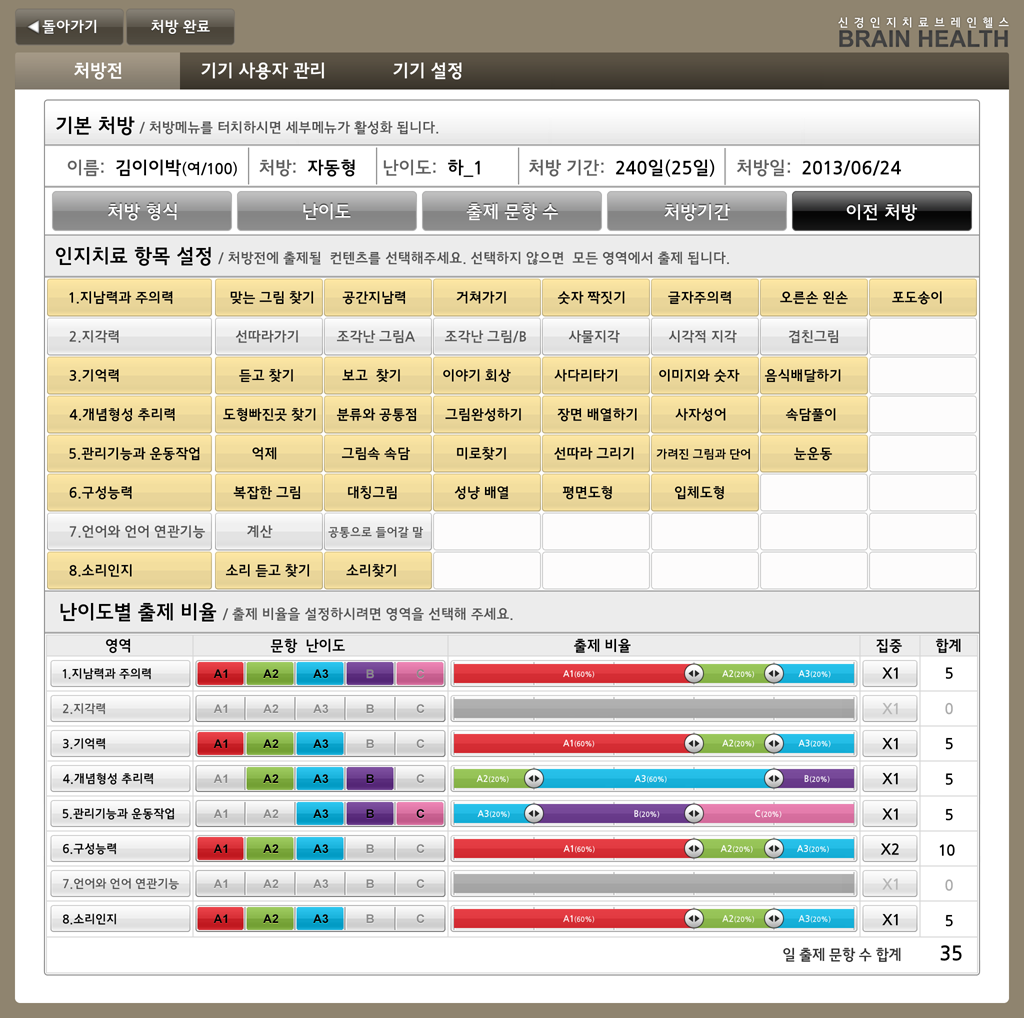 ◀돌아가기 처방 완료
신경인지치료브레인헬스
BRAIN HEALTH
처방전 기기 사용자 관리 기기 설정
기본 처방 / 처방메뉴를 터치하시면 세부메뉴가 활성화 됩니다.
이름: 김이이박(여/100) 처방: 자동형 난이도: 하_1 처방 기간: 240일(25일) 처방일: 2013/06/24
처방 형식 난이도 출제 문항 수 처방기간 이전 처방
인지치료 항목 설정 / 처방전에 출제될 컨텐츠를 선택해주세요. 선택하지 않으면 모든 영역에서 출제 됩니다.
1.지남력과 주의력 맞는 그림 찾기 공간지남력 거쳐가기 숫자 짝짓기 글자주의력 오른손 왼손 포도송이
2.지각력 선따라가기 조각난 그림A 조각난 그림/B 사물지각 시각적 지각 겹친그림
3.기억력 듣고 찾기 보고 찾기 이야기 회상 사다리타기 이미지와 숫자 음식배달하기
4.개념형성 추리력 도형빠진곳 찾기 분류와 공통점 그림완성하기 장면 배열하기 사자성어 속담풀이
5.관리기능과 운동작업 억제 그림속 속담 미로찾기 선따라 그리기 가려진 그림과 단어 눈운동
6.구성능력 복잡한 그림 대칭그림 성냥 배열 평면도형 입체도형
7.언어와 언어 연관기능 계산 공통으로 들어갈 말
8.소리인지 소리 듣고 찾기 소리찾기
난이도별 출제 비율 / 출제 비율을 설정하시려면 영역을 선택해 주세요.
영역 문항 난이도 출제 비율 집중 합계
1.지남력과 주의력 A1 A2 A3 B C A1(60%) A2(20%) A3(20%) X1 5
2.지각력 A1 A2 A3 B C X1 0
3.기억력 A1 A2 A3 B C A1(60%) A2(20%) A3(20%) X1 5
4.개념형성 추리력 A1 A2 A3 B C A2(20%) A3(60%) B(20%) X1 5
5.관리기능과 운동작업 A1 A2 A3 B C A3(20%) B(20%) C(20%) X1 5
6.구성능력 A1 A2 A3 B C A1(60%) A2(20%) A3(20%) X2 10
7.언어와 언어 연관기능 A1 A2 A3 B C X1 0
8.소리인지 A1 A2 A3 B C A1(60%) A2(20%) A3(20%) X1 5
일 출제 문항 수 합계 35